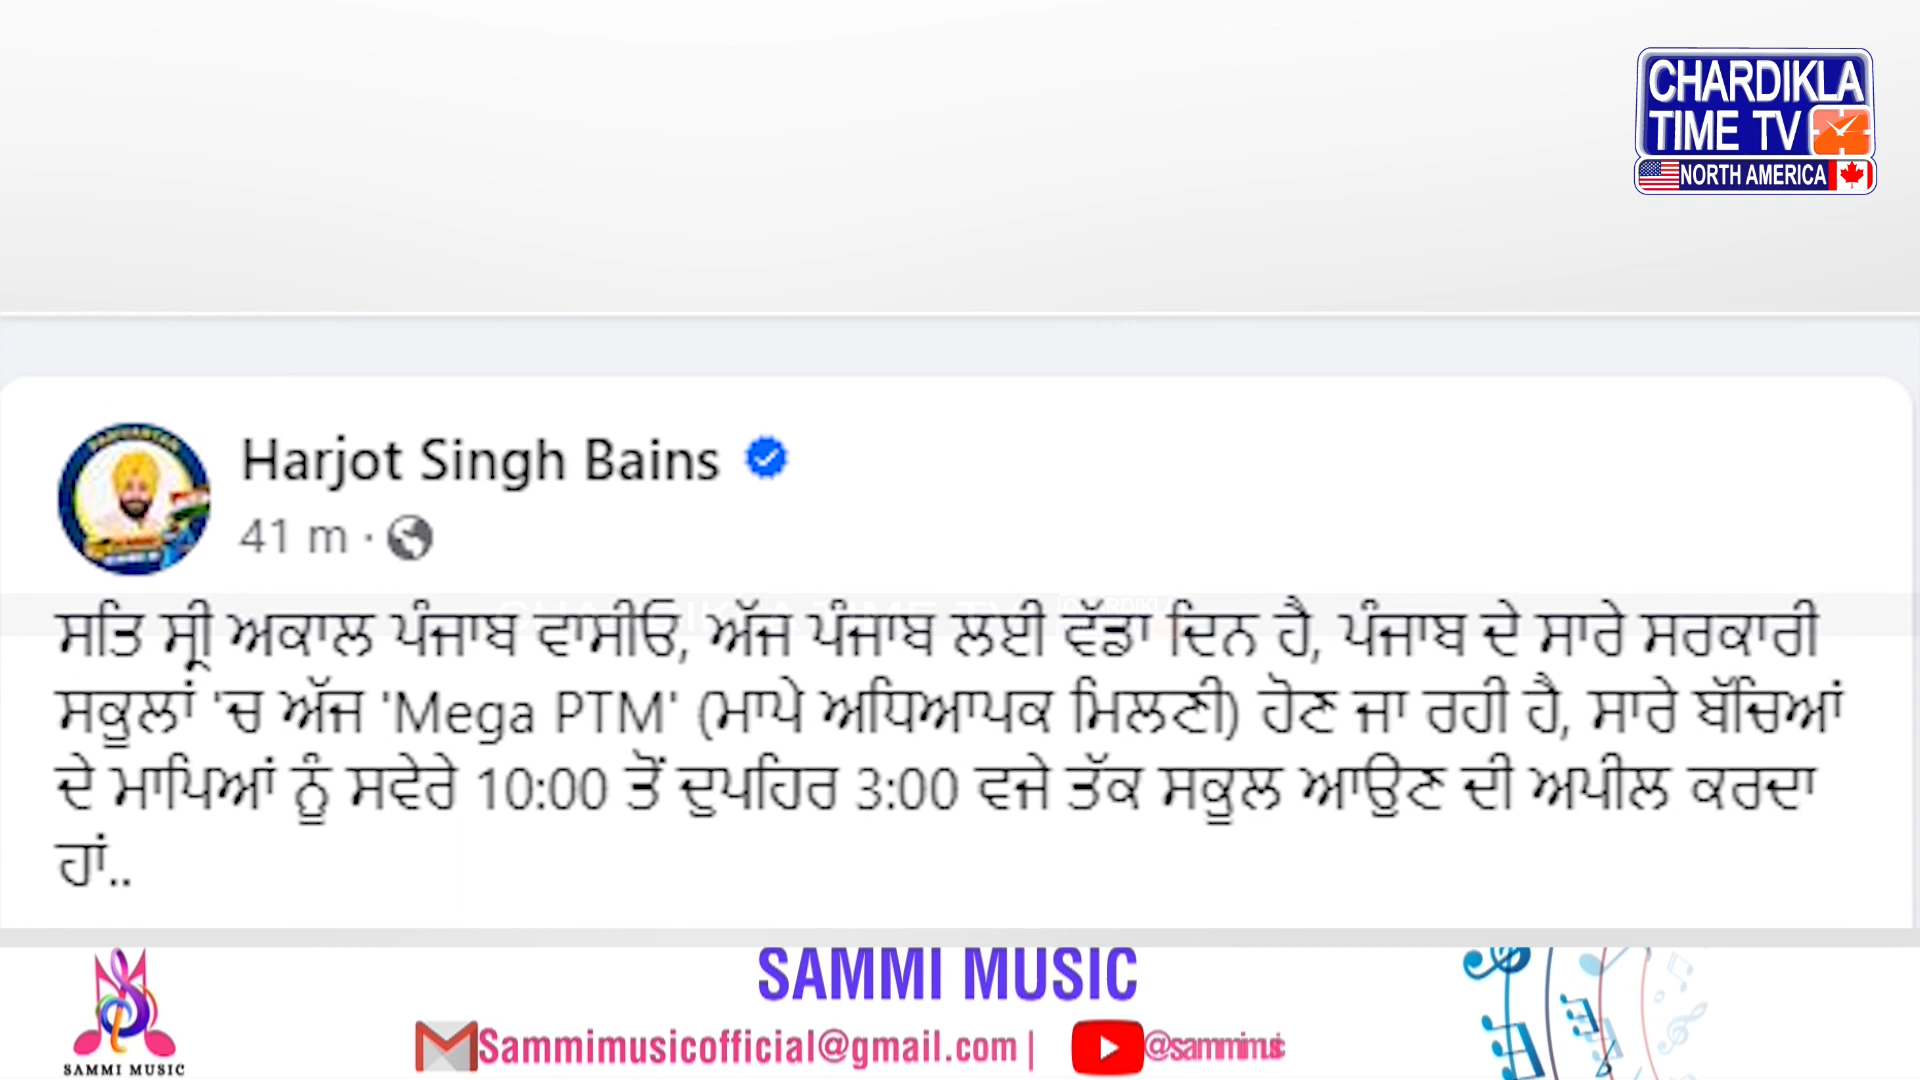 CHARDIKLA
TIME TV
NORTH AMERICA
Harjot Singh Bains
41 m ·
ਸਤਿ ਸ੍ਰੀ ਅਕਾਲ ਪੰਜਾਬ ਵਾਸੀਓ, ਅੱਜ ਪੰਜਾਬ ਲਈ ਵੱਡਾ ਦਿਨ ਹੈ, ਪੰਜਾਬ ਦੇ ਸਾਰੇ ਸਰਕਾਰੀ
ਸਕੂਲਾਂ 'ਚ ਅੱਜ 'Mega PTM' (ਮਾਪੇ ਅਧਿਆਪਕ ਮਿਲਣੀ) ਹੋਣ ਜਾ ਰਹੀ ਹੈ, ਸਾਰੇ ਬੱਚਿਆਂ
ਦੇ ਮਾਪਿਆਂ ਨੂੰ ਸਵੇਰੇ 10:00 ਤੋਂ ਦੁਪਹਿਰ 3:00 ਵਜੇ ਤੱਕ ਸਕੂਲ ਆਉਣ ਦੀ ਅਪੀਲ ਕਰਦਾ
ਹਾਂ..
SAMMI MUSIC
Sammimusicofficial@gmail.com |
SAMMI MUSIC